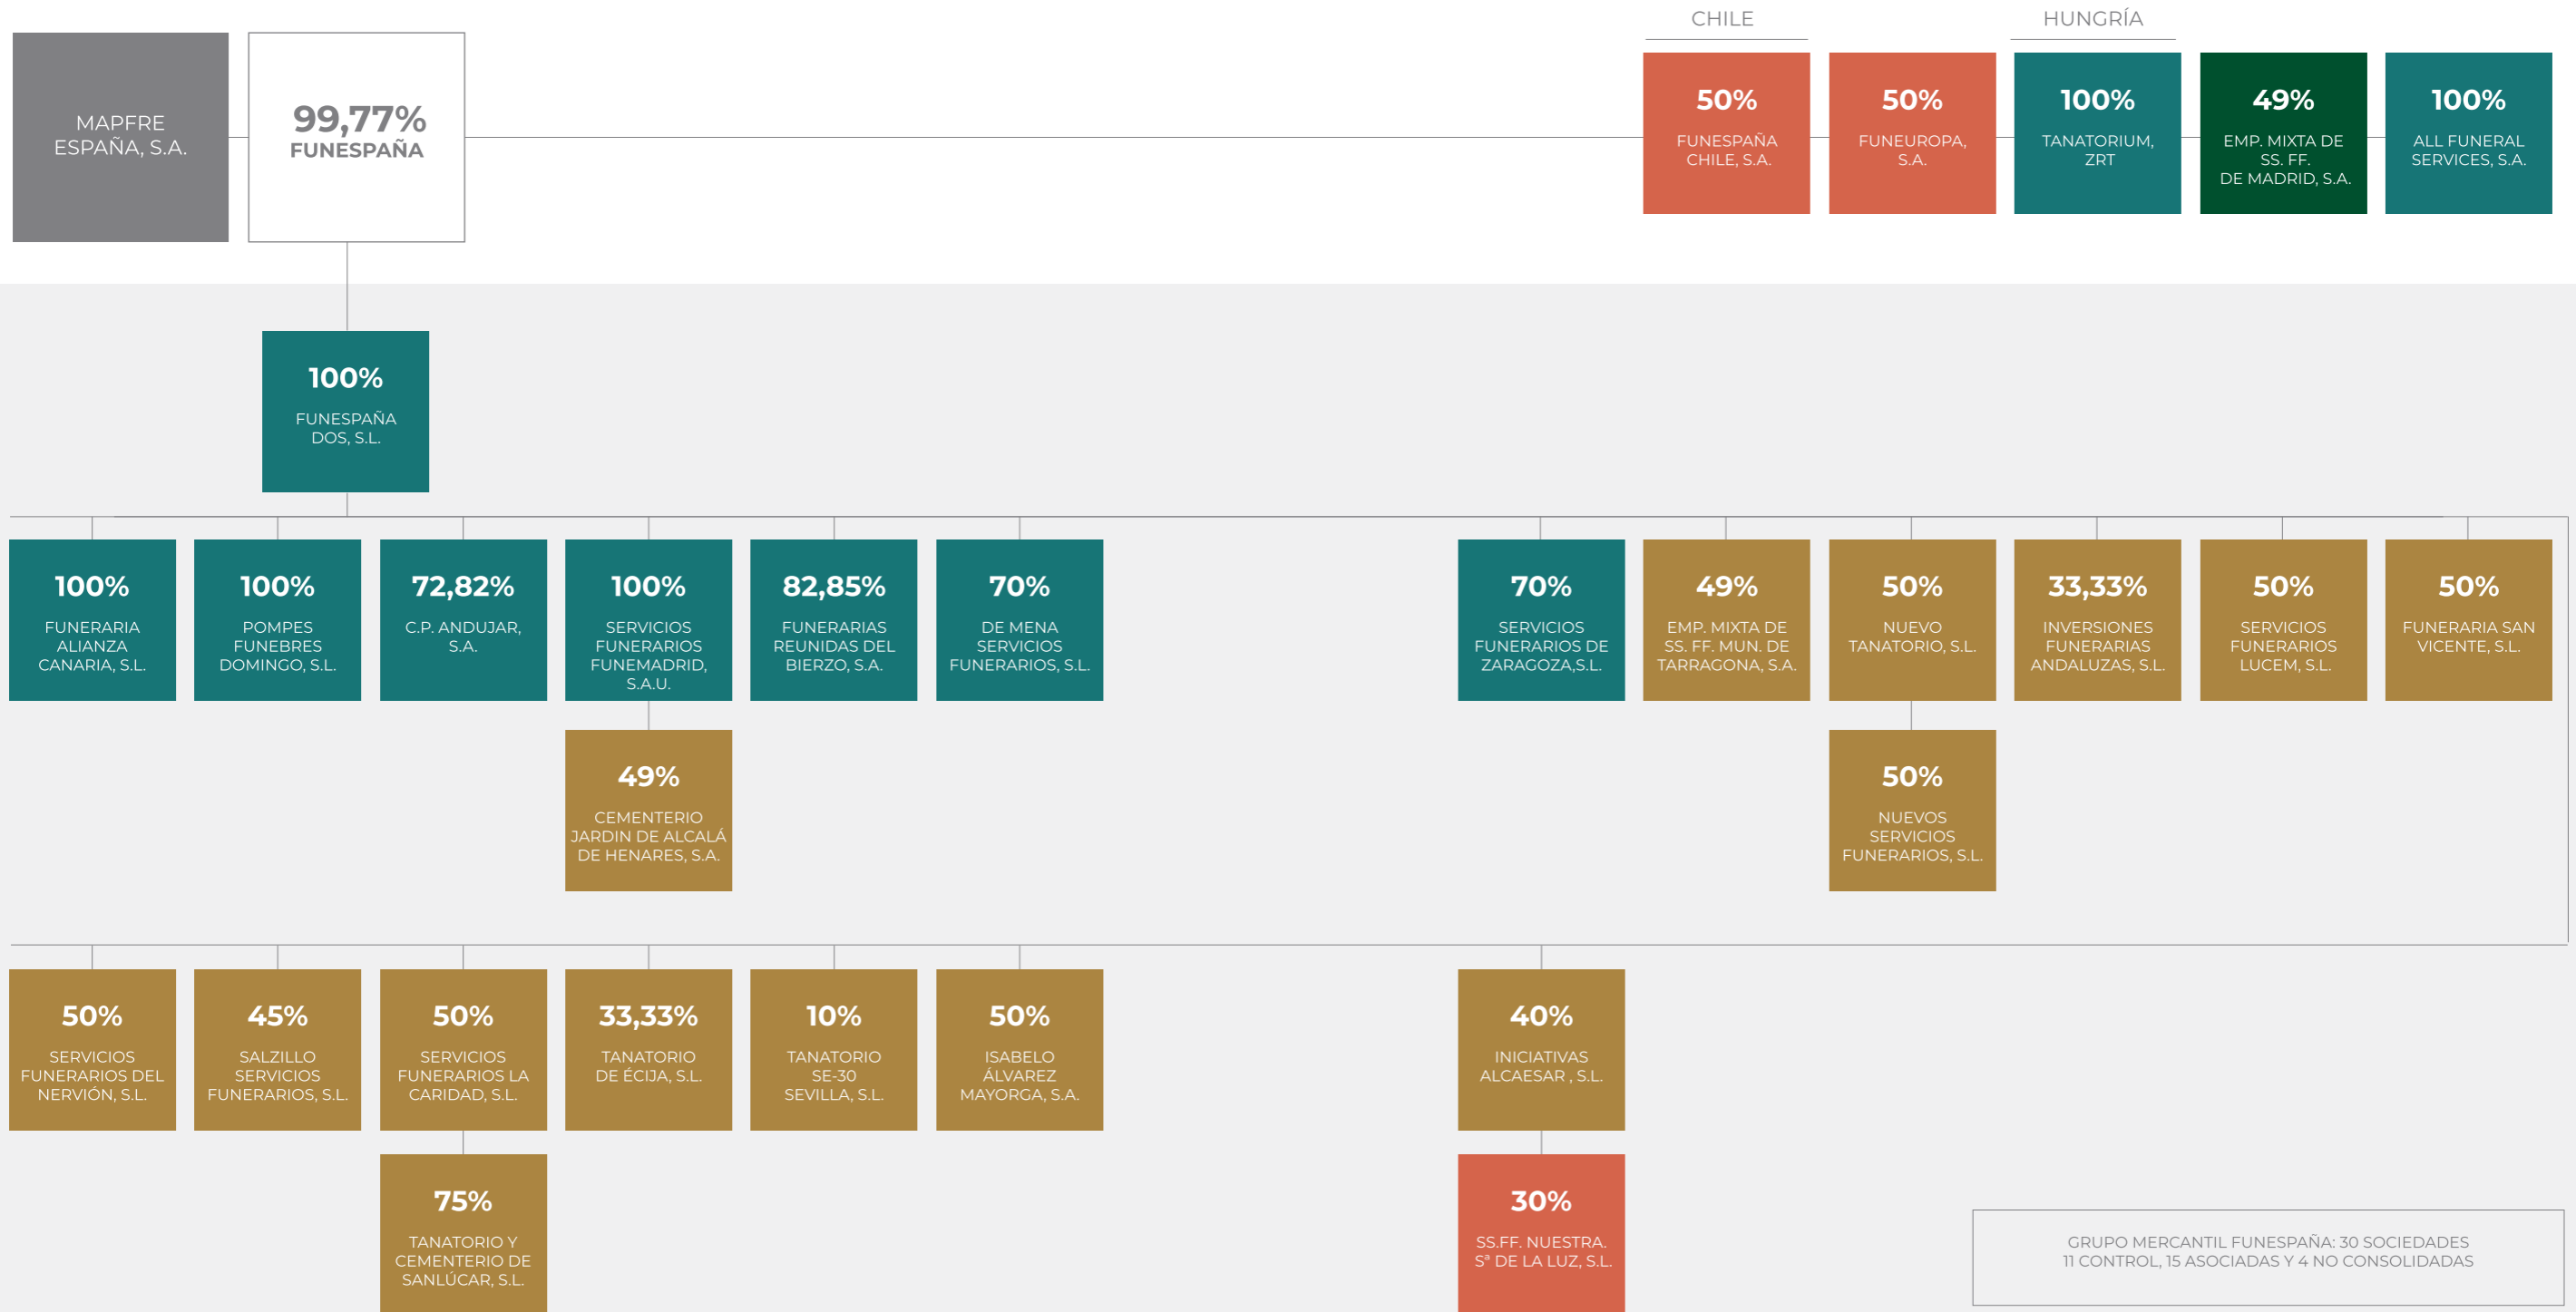 CHILE
HUNGRÍA
MAPFRE
ESPAÑA, S.A.
99,77%
FUNESPAÑA
50%
FUNESPAÑA
CHILE, S.A.
50%
FUNEUROPA,
S.A.
100%
TANATORIUM,
ZRT
49%
EMP. MIXTA DE
SS. FF.
DE MADRID, S.A.
100%
ALL FUNERAL
SERVICES, S.A.
100%
FUNESPAÑA
DOS, S.L.
100%
FUNERARIA
ALIANZA
CANARIA, S.L.
100%
POMPES
FUNEBRES
DOMINGO, S.L.
72,82%
C.P. ANDUJAR,
S.A.
100%
SERVICIOS
FUNERARIOS
FUNEMADRID,
S.A.U.
82,85%
FUNERARIAS
REUNIDAS DEL
BIERZO, S.A.
70%
DE MENA
SERVICIOS
FUNERARIOS, S.L.
70%
SERVICIOS
FUNERARIOS DE
ZARAGOZA,S.L.
49%
EMP. MIXTA DE
SS. FF. MUN. DE
TARRAGONA, S.A.
50%
NUEVO
TANATORIO, S.L.
33,33%
INVERSIONES
FUNERARIAS
ANDALUZAS, S.L.
50%
SERVICIOS
FUNERARIOS
LUCEM, S.L.
50%
FUNERARIA SAN
VICENTE, S.L.
49%
CEMENTERIO
JARDIN DE ALCALÁ
DE HENARES, S.A.
50%
NUEVOS
SERVICIOS
FUNERARIOS, S.L.
50%
SERVICIOS
FUNERARIOS DEL
NERVIÓN, S.L.
45%
SALZILLO
SERVICIOS
FUNERARIOS, S.L.
50%
SERVICIOS
FUNERARIOS LA
CARIDAD, S.L.
33,33%
TANATORIO
DE ÉCIJA, S.L.
10%
TANATORIO
SE-30
SEVILLA, S.L.
50%
ISABELO
ÁLVAREZ
MAYORGA, S.A.
40%
INICIATIVAS
ALCAESAR , S.L.
75%
TANATORIO Y
CEMENTERIO DE
SANLÚCAR, S.L.
30%
SS.FF. NUESTRA.
Sª DE LA LUZ, S.L.
GRUPO MERCANTIL FUNESPAÑA: 30 SOCIEDADES
11 CONTROL, 15 ASOCIADAS Y 4 NO CONSOLIDADAS